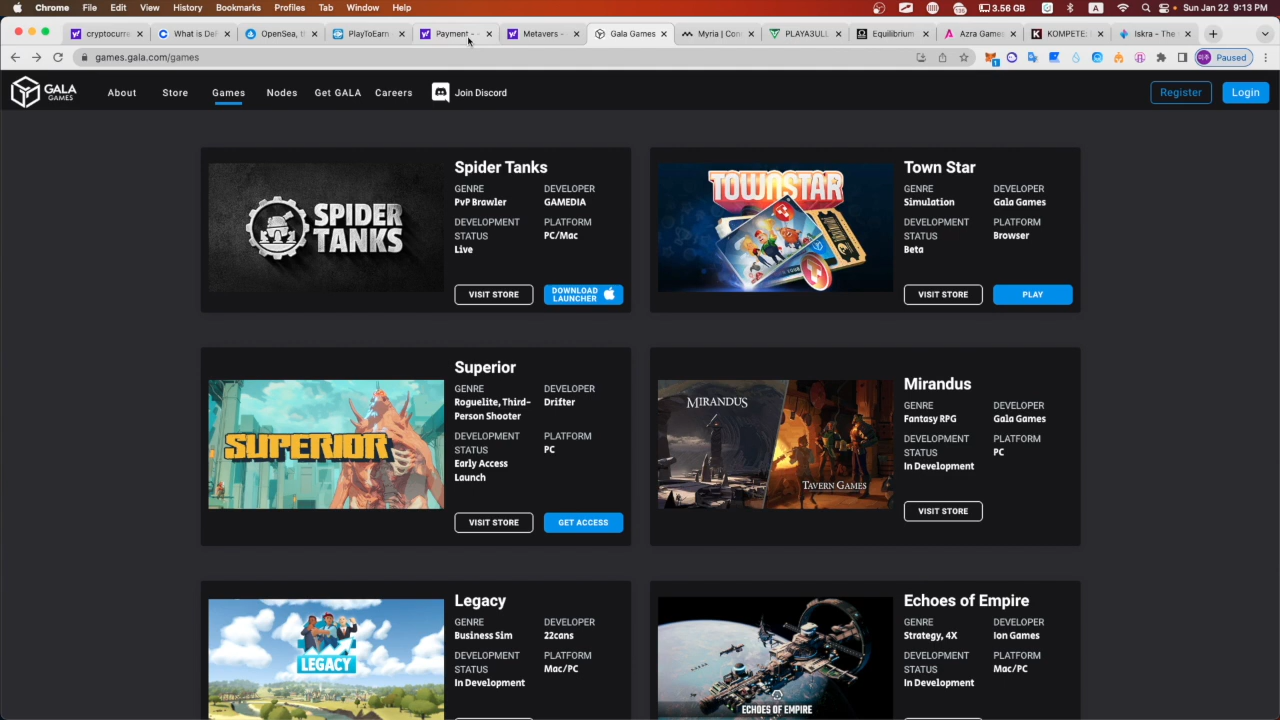 Chrome File Edit View History Bookmarks Profiles Tab Window Help 3.56 GB A Sun Jan 22 9:13 PM
cryptocurre What is DeF OpenSea, th PlayToEarn Payment - Metavers - Gala Games Myria | Con PLAYA3ULL Equilibrium Azra Game KOMPETE: Iskra - The
games.gala.com/games Paused
GALA GAMES About Store Games Nodes Get GALA Careers Join Discord Register Login
SPIDER TANKS
Spider Tanks
GENRE DEVELOPER
PvP Brawler GAMEDIA
DEVELOPMENT STATUS PLATFORM
Live PC/Mac
VISIT STORE DOWNLOAD LAUNCHER
TOWNSTAR
Town Star
GENRE DEVELOPER
Simulation Gala Games
DEVELOPMENT STATUS PLATFORM
Beta Browser
VISIT STORE PLAY
SUPERIOR
Superior
GENRE DEVELOPER
Roguelite, Third-Person Shooter Drifter
DEVELOPMENT STATUS PLATFORM
Early Access Launch PC
VISIT STORE GET ACCESS
MIRANDUS
TAVERN GAMES
Mirandus
GENRE DEVELOPER
Fantasy RPG Gala Games
DEVELOPMENT STATUS PLATFORM
In Development PC
VISIT STORE
LEGACY
Legacy
GENRE DEVELOPER
Business Sim 22cans
DEVELOPMENT STATUS PLATFORM
In Development Mac/PC
ECHOES OF EMPIRE
Echoes of Empire
GENRE DEVELOPER
Strategy, 4X Ion Games
DEVELOPMENT STATUS PLATFORM
In Development Mac/PC